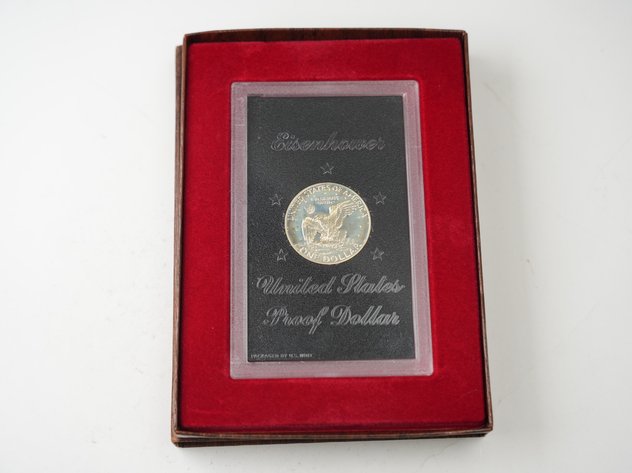 Eisenhower
UNITED STATES OF AMERICA
ONE DOLLAR
United States
Proof Dollar
PACKAGED BY U.S. MINT